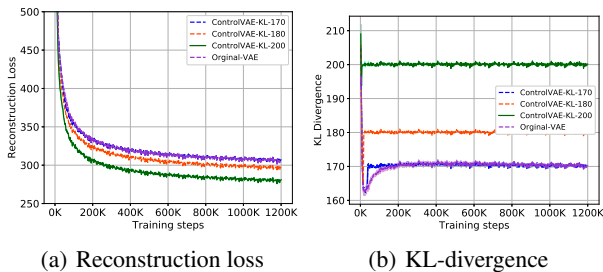 500
450
400
350
300
250
Reconstruction Loss
ControlVAE-KL-170
ControlVAE-KL-180
ControlVAE-KL-200
Orginal-VAE
0K 200K 400K 600K 800K 1000K 1200K
Training steps
(a) Reconstruction loss
210
200
190
180
170
160
KL Divergence
ControlVAE-KL-170
ControlVAE-KL-180
ControlVAE-KL-200
Orginal-VAE
0K 200K 400K 600K 800K 1000K 1200K
Training steps
(b) KL-divergence